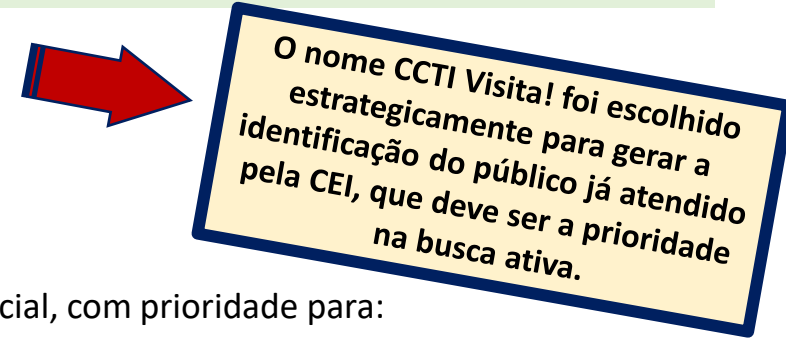 O nome CCTI Visita! foi escolhido
estrategicamente para gerar a
identificação do público já atendido
pela CEI, que deve ser a prioridade
na busca ativa.
cial, com prioridade para: